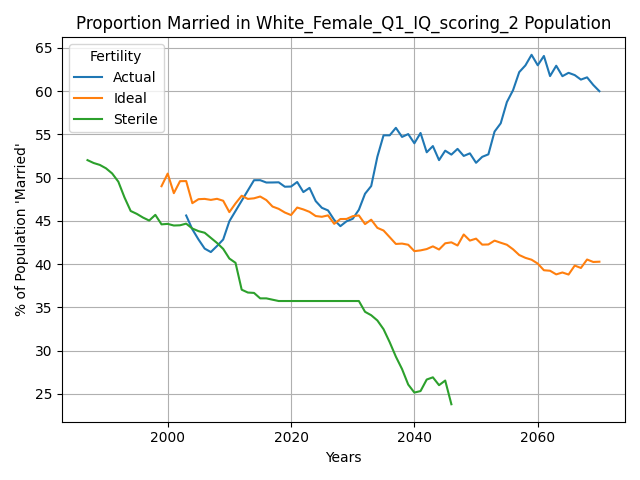 Proportion Married in White_Female_Q1_IQ_scoring_2 Population
Fertility
Actual
Ideal
Sterile
% of Population 'Married'
65
60
55
50
45
40
35
30
25
2000
2020
2040
2060
Years